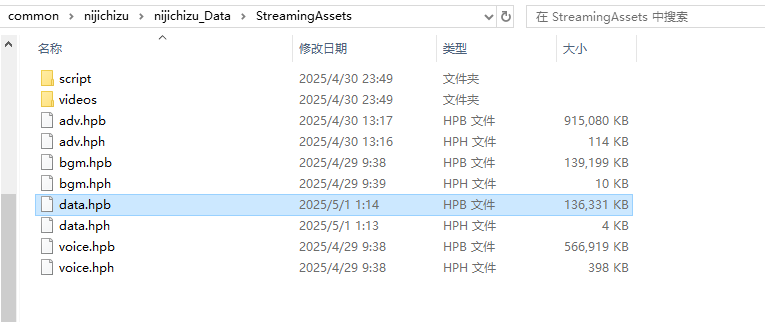 common > nijichizu > nijichizu_Data > StreamingAssets 在 StreamingAssets 中搜索
名称 修改日期 类型 大小
script 2025/4/30 23:49 文件夹
videos 2025/4/30 23:49 文件夹
adv.hpb 2025/4/30 13:17 HPB 文件 915,080 KB
adv.hph 2025/4/30 13:16 HPH 文件 114 KB
bgm.hpb 2025/4/29 9:38 HPB 文件 139,199 KB
bgm.hph 2025/4/29 9:39 HPH 文件 10 KB
data.hpb 2025/5/1 1:14 HPB 文件 136,331 KB
data.hph 2025/5/1 1:13 HPH 文件 4 KB
voice.hpb 2025/4/29 9:38 HPB 文件 566,919 KB
voice.hph 2025/4/29 9:38 HPH 文件 398 KB